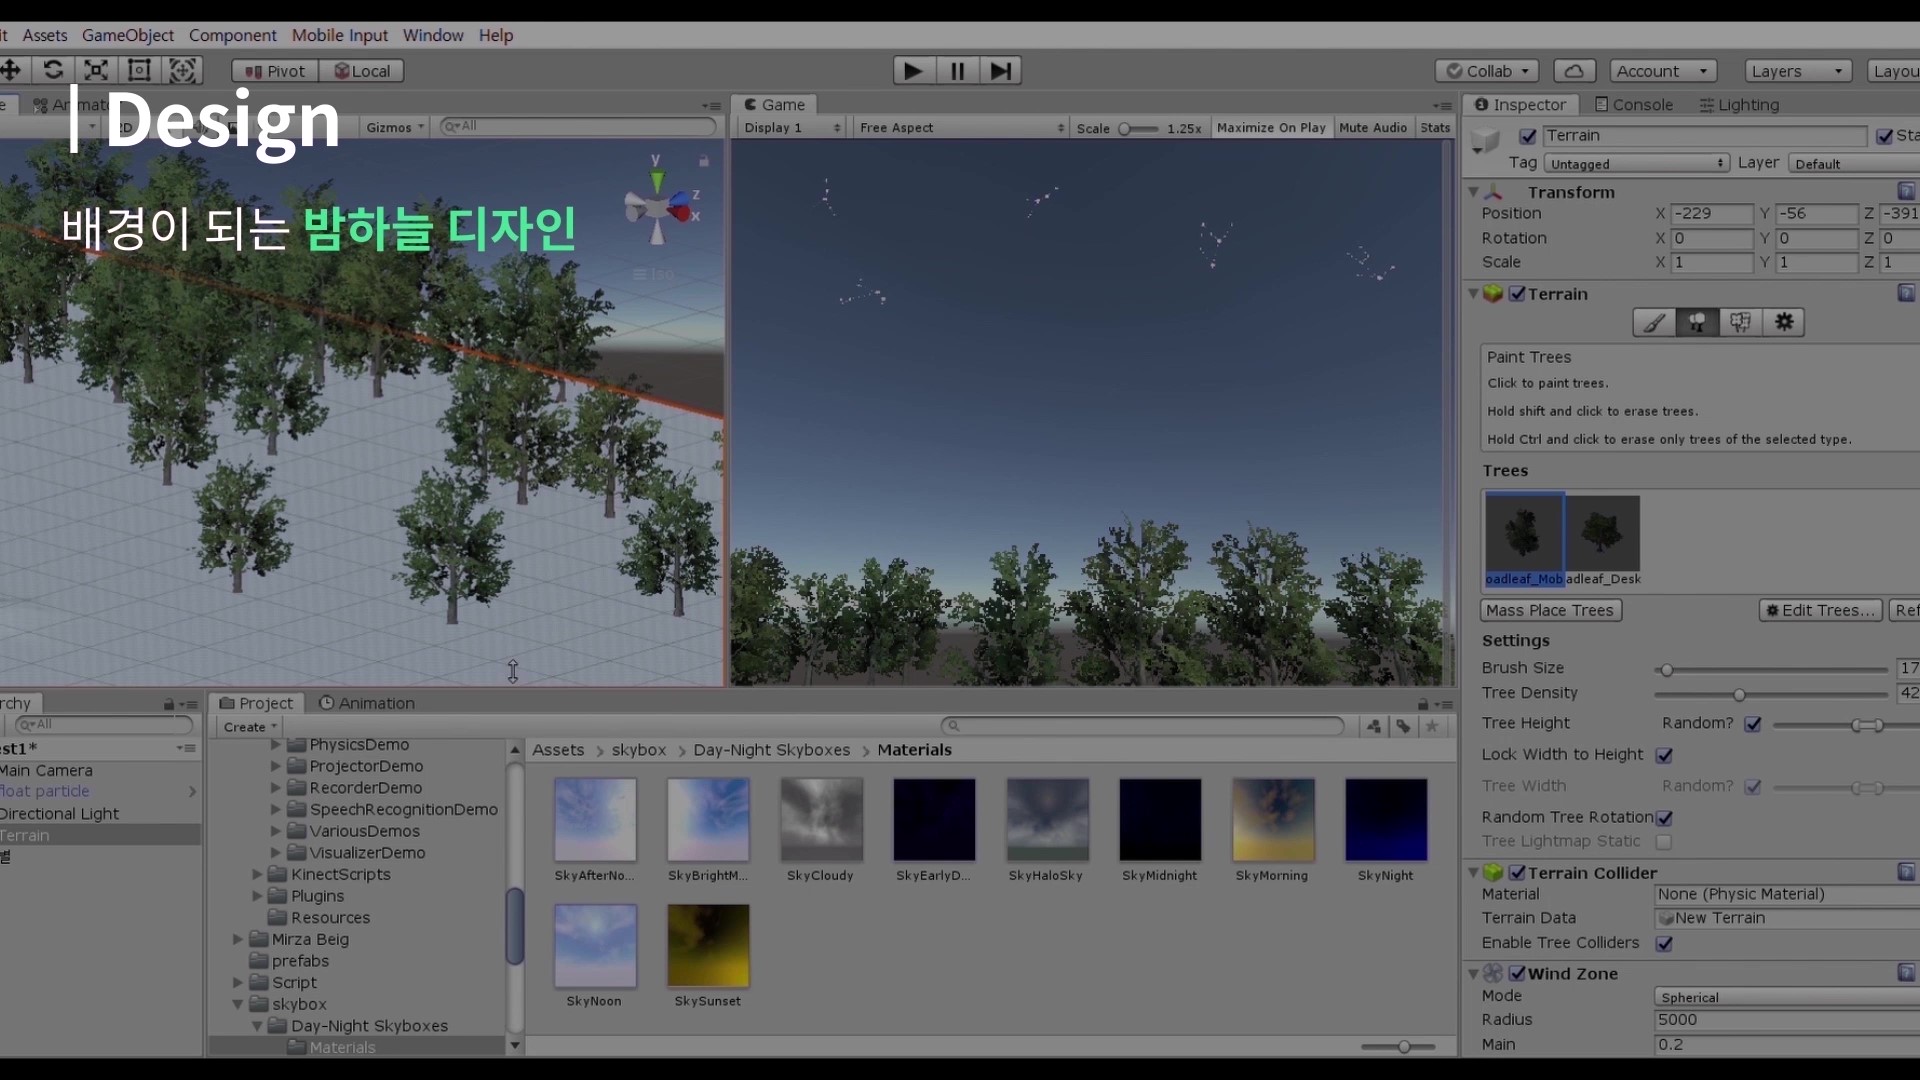 Assets GameObject Component Mobile Input Window Help
Pivot Local Collab Account Layers
Design
배경이 되는 밤하늘 디자인
Gizmos All
y
z
x
Iso
Game
Display 1 Free Aspect Scale 1.25x Maximize On Play Mute Audio Stats
Inspector Console Lighting
Terrain
Tag Untagged Layer Default
Transform
Position X -229 Y -56 Z -391
Rotation X 0 Y 0 Z 0
Scale X 1 Y 1 Z 1
Terrain
Paint Trees
Click to paint trees.
Hold shift and click to erase trees.
Hold Ctrl and click to erase only trees of the selected type.
Trees
oadleaf_Mob adleaf_Desk
Mass Place Trees Edit Trees... Ref
Settings
Brush Size 17
Tree Density 42
Tree Height Random?
Lock Width to Height
Tree Width Random?
Random Tree Rotation
Tree Lightmap Static
Terrain Collider
Material None (Physic Material)
Terrain Data New Terrain
Enable Tree Colliders
Wind Zone
Mode Spherical
Radius 5000
Main 0.2
rchy
All
est1*
Main Camera
float particle
Directional Light
Terrain
별
Project Animation
Create
PhysicsDemo
ProjectorDemo
RecorderDemo
SpeechRecognitionDemo
VariousDemos
VisualizerDemo
KinectScripts
Plugins
Resources
Mirza Beig
prefabs
Script
skybox
Day-Night Skyboxes
Materials
Assets > skybox > Day-Night Skyboxes > Materials
SkyAfterNo... SkyBrightM... SkyCloudy SkyEarlyD... SkyHaloSky SkyMidnight SkyMorning SkyNight
SkyNoon SkySunset